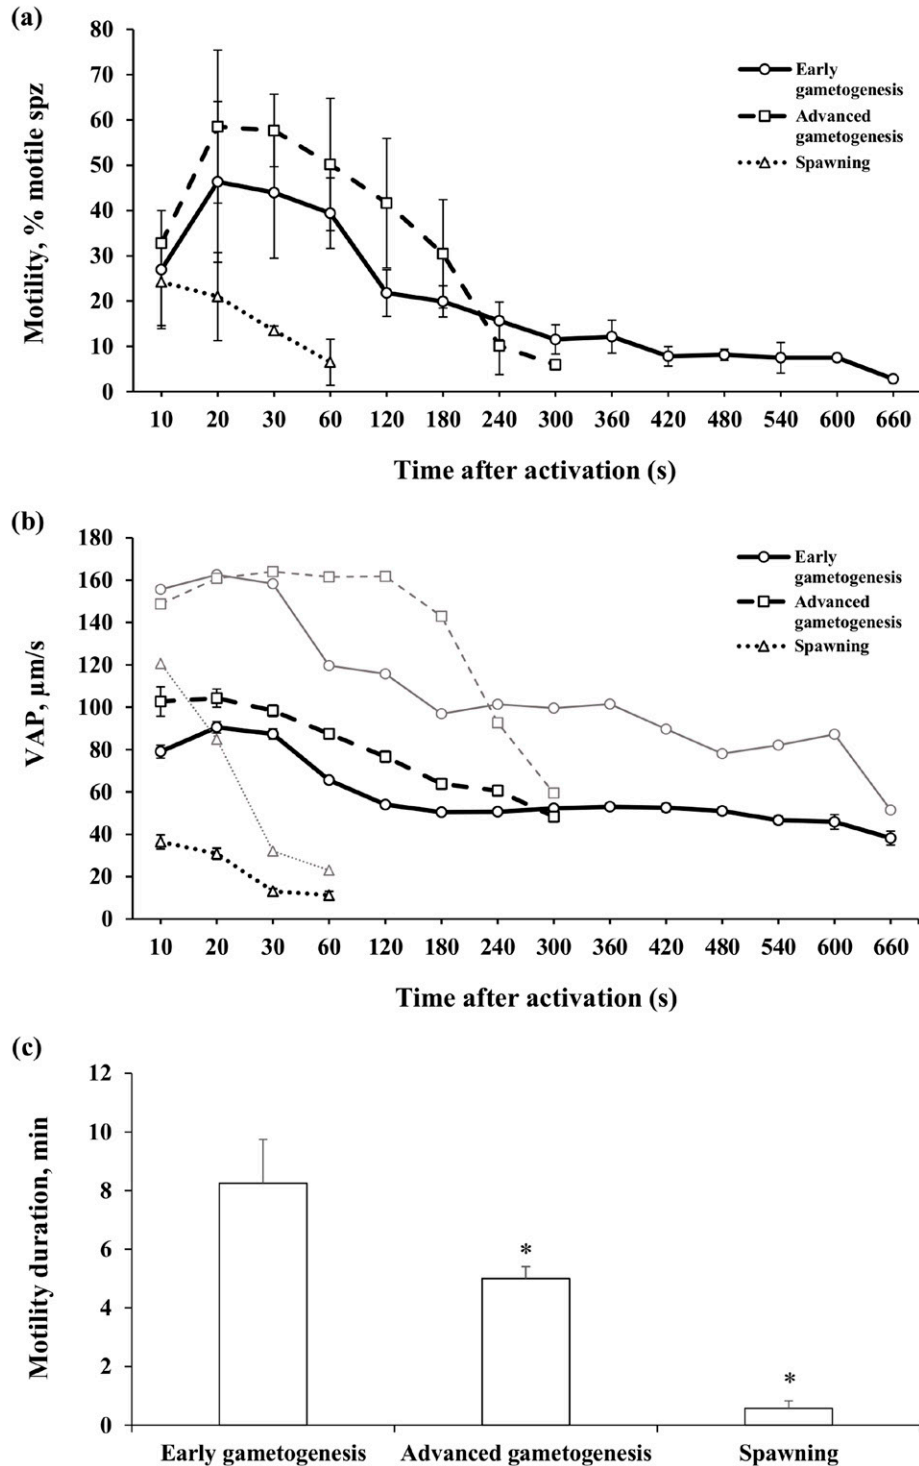 (a)
80
70
60
50
40
30
20
10
0
Motility, % motile spz
Early
gametogenesis
Advanced
gametogenesis
Spawning
10 20 30 60 120 180 240 300 360 420 480 540 600 660
Time after activation (s)
(b)
180
160
140
120
100
80
60
40
20
0
VAP, µm/s
Early
gametogenesis
Advanced
gametogenesis
Spawning
10 20 30 60 120 180 240 300 360 420 480 540 600 660
Time after activation (s)
(c)
12
10
8
6
4
2
0
Motility duration, min
*
*
Early gametogenesis Advanced gametogenesis Spawning